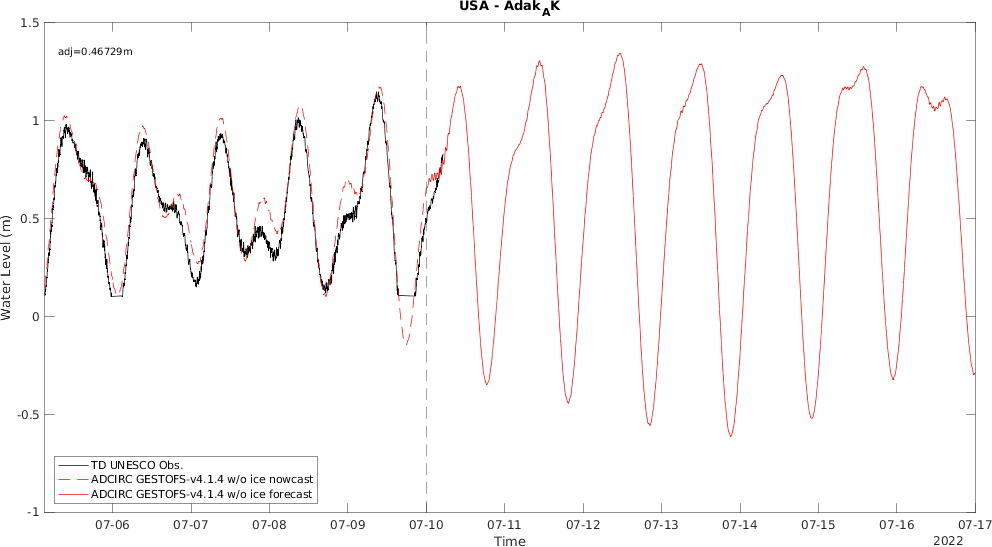 USA - Adak AK
adj=0.46729m
1.5
1
0.5
0
-0.5
-1
Water Level (m)
TD UNESCO Obs.
ADCIRC GESTOFS-v4.1.4 w/o ice nowcast
ADCIRC GESTOFS-v4.1.4 w/o ice forecast
07-06 07-07 07-08 07-09 07-10 07-11 07-12 07-13 07-14 07-15 07-16 07-17
Time
2022